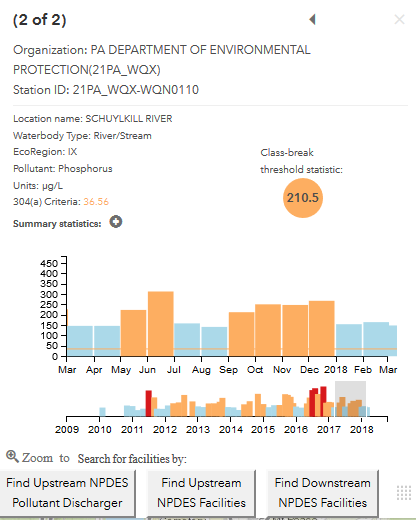 (2 of 2)
Organization: PA DEPARTMENT OF ENVIRONMENTAL
PROTECTION(21PA_WQX)
Station ID: 21PA_WQX-WQN0110
Location name: SCHUYLKILL RIVER
Waterbody Type: River/Stream
EcoRegion: IX
Pollutant: Phosphorus
Units: µg/L
304(a) Criteria: 36.56
Summary statistics:
Class-break
threshold statistic:
210.5
450
400
350
300
250
200
150
100
50
0
Mar Apr May Jun Jul Aug Sep Oct Nov Dec 2018 Feb Mar
2009 2010 2011 2012 2013 2014 2015 2016 2017 2018
Zoom to Search for facilities by:
Find Upstream NPDES
Pollutant Discharger
Find Upstream
NPDES Facilities
Find Downstream
NPDES Facilities